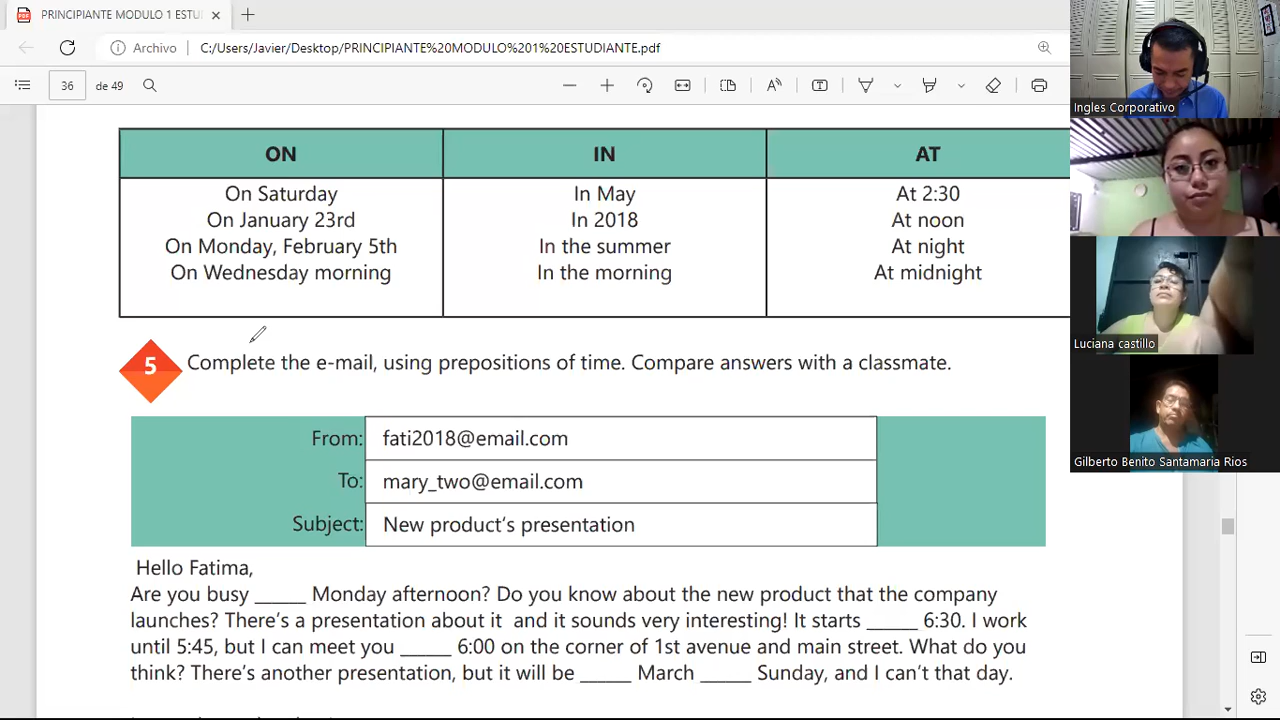 PRINCIPIANTE MODULO 1 ESTU
Archivo
C:/Users/Javier/Desktop/PRINCIPIANTE%20MODULO%201%20ESTUDIANTE.pdf
36 de 49
ON IN AT
On Saturday In May At 2:30
On January 23rd In 2018 At noon
On Monday, February 5th In the summer At night
On Wednesday morning In the morning At midnight
5 Complete the e-mail, using prepositions of time. Compare answers with a classmate.
From: fati2018@email.com
To: mary_two@email.com
Subject: New product's presentation
Hello Fatima,
Are you busy _____ Monday afternoon? Do you know about the new product that the company
launches? There's a presentation about it and it sounds very interesting! It starts _____ 6:30. I work
until 5:45, but I can meet you _____ 6:00 on the corner of 1st avenue and main street. What do you
think? There's another presentation, but it will be _____ March _____ Sunday, and I can't that day.
Ingles Corporativo
Luciana castillo
Gilberto Benito Santamaria Rios